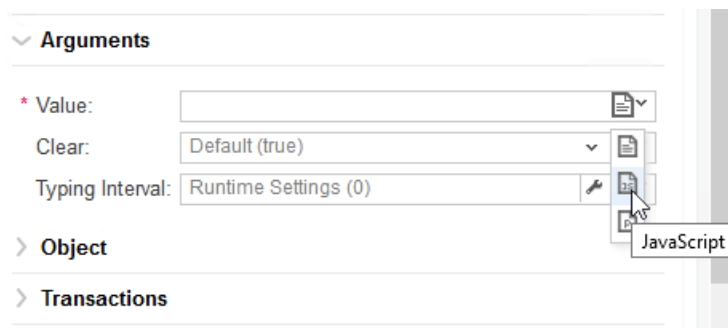 Arguments
* Value:
Clear: Default (true)
Typing Interval: Runtime Settings (0)
JavaScript
Object
Transactions